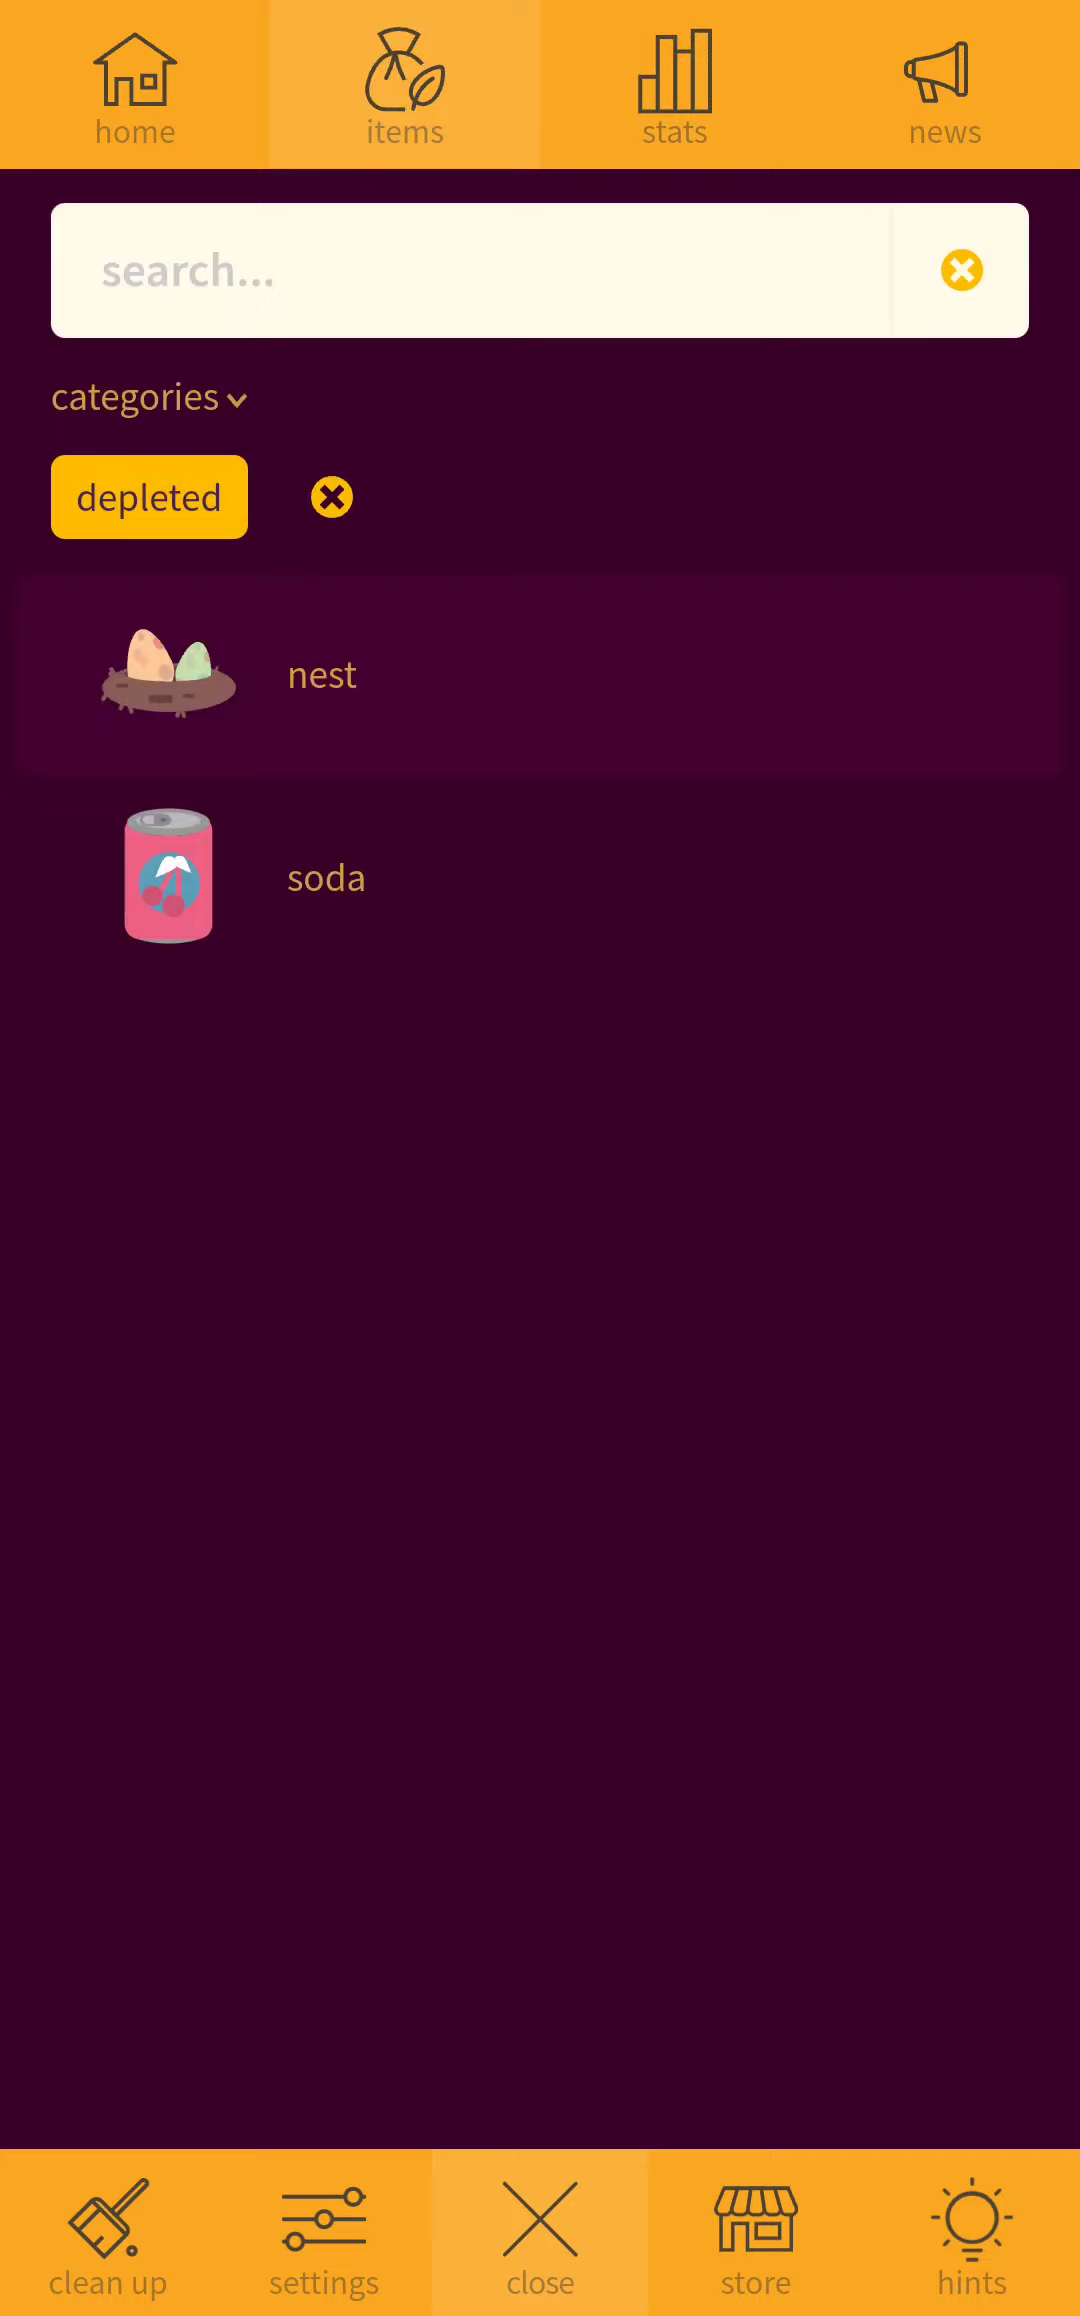 home items stats news
search...
categories
depleted
nest
soda
clean up settings close store hints